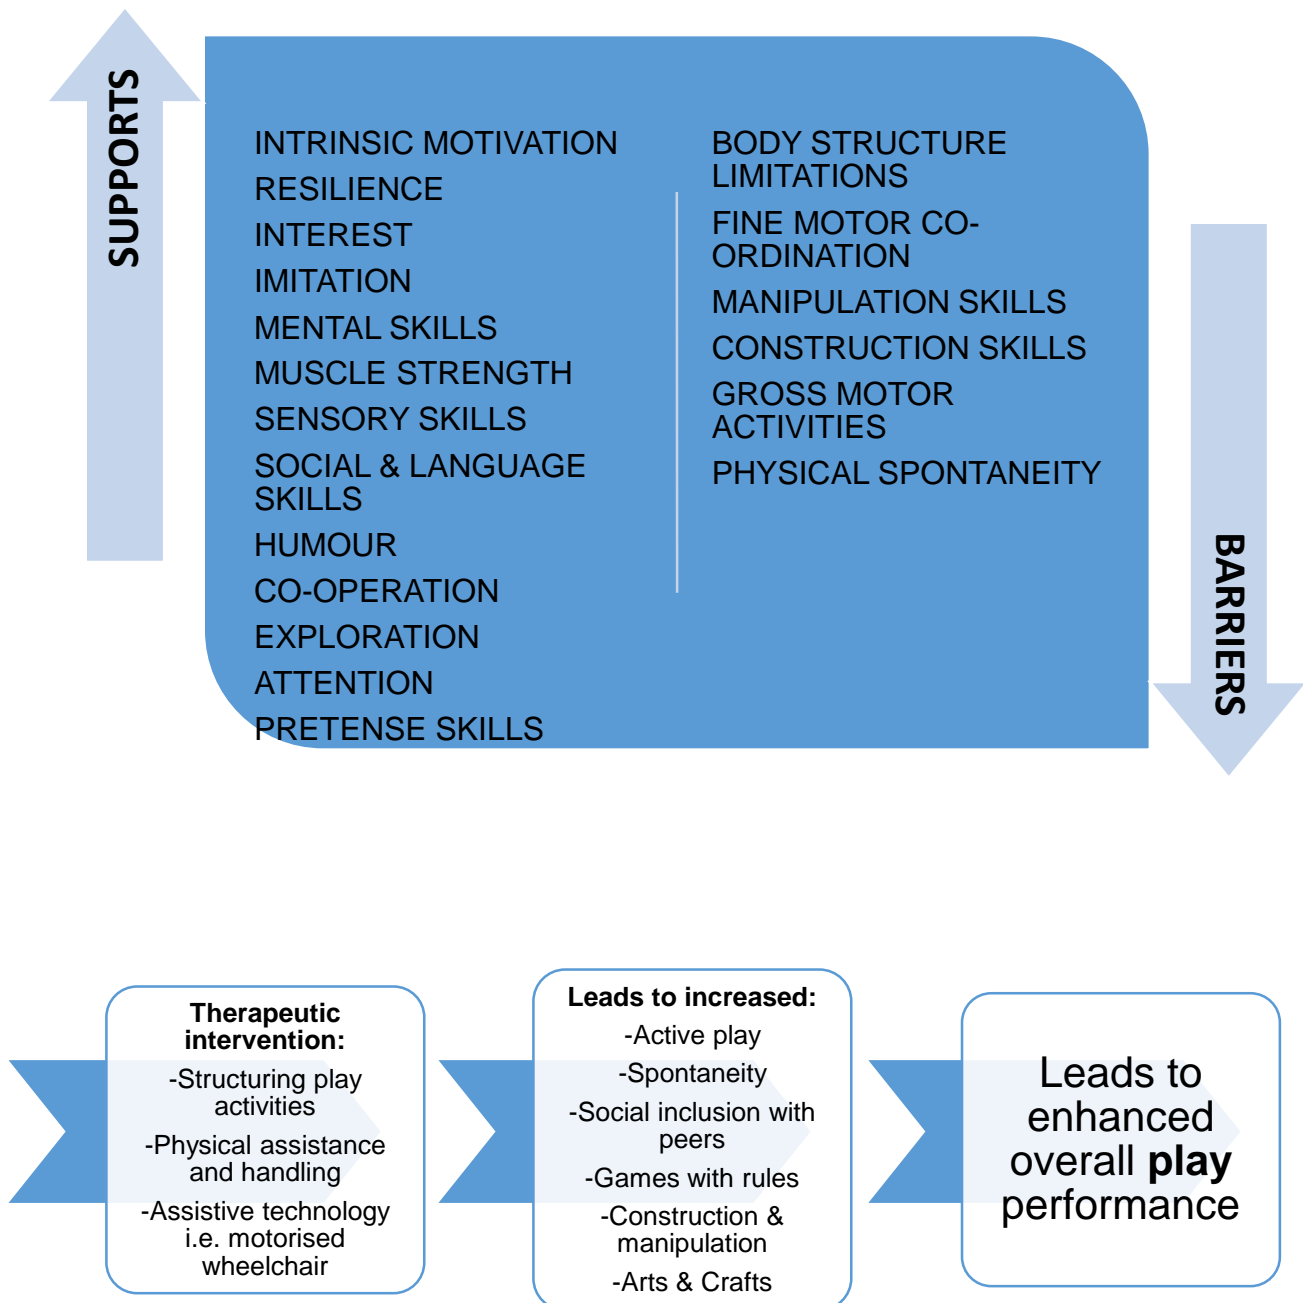 SUPPORTS
INTRINSIC MOTIVATION
RESILIENCE
INTEREST
IMITATION
MENTAL SKILLS
MUSCLE STRENGTH
SENSORY SKILLS
SOCIAL & LANGUAGE
SKILLS
HUMOUR
CO-OPERATION
EXPLORATION
ATTENTION
PRETENSE SKILLS
BODY STRUCTURE
LIMITATIONS
FINE MOTOR CO-
ORDINATION
MANIPULATION SKILLS
CONSTRUCTION SKILLS
GROSS MOTOR
ACTIVITIES
PHYSICAL SPONTANEITY
BARRIERS
Therapeutic
intervention:
-Structuring play
activities
-Physical assistance
and handling
-Assistive technology
i.e. motorised
wheelchair
Leads to increased:
-Active play
-Spontaneity
-Social inclusion with
peers
-Games with rules
-Construction &
manipulation
-Arts & Crafts
Leads to
enhanced
overall play
performance